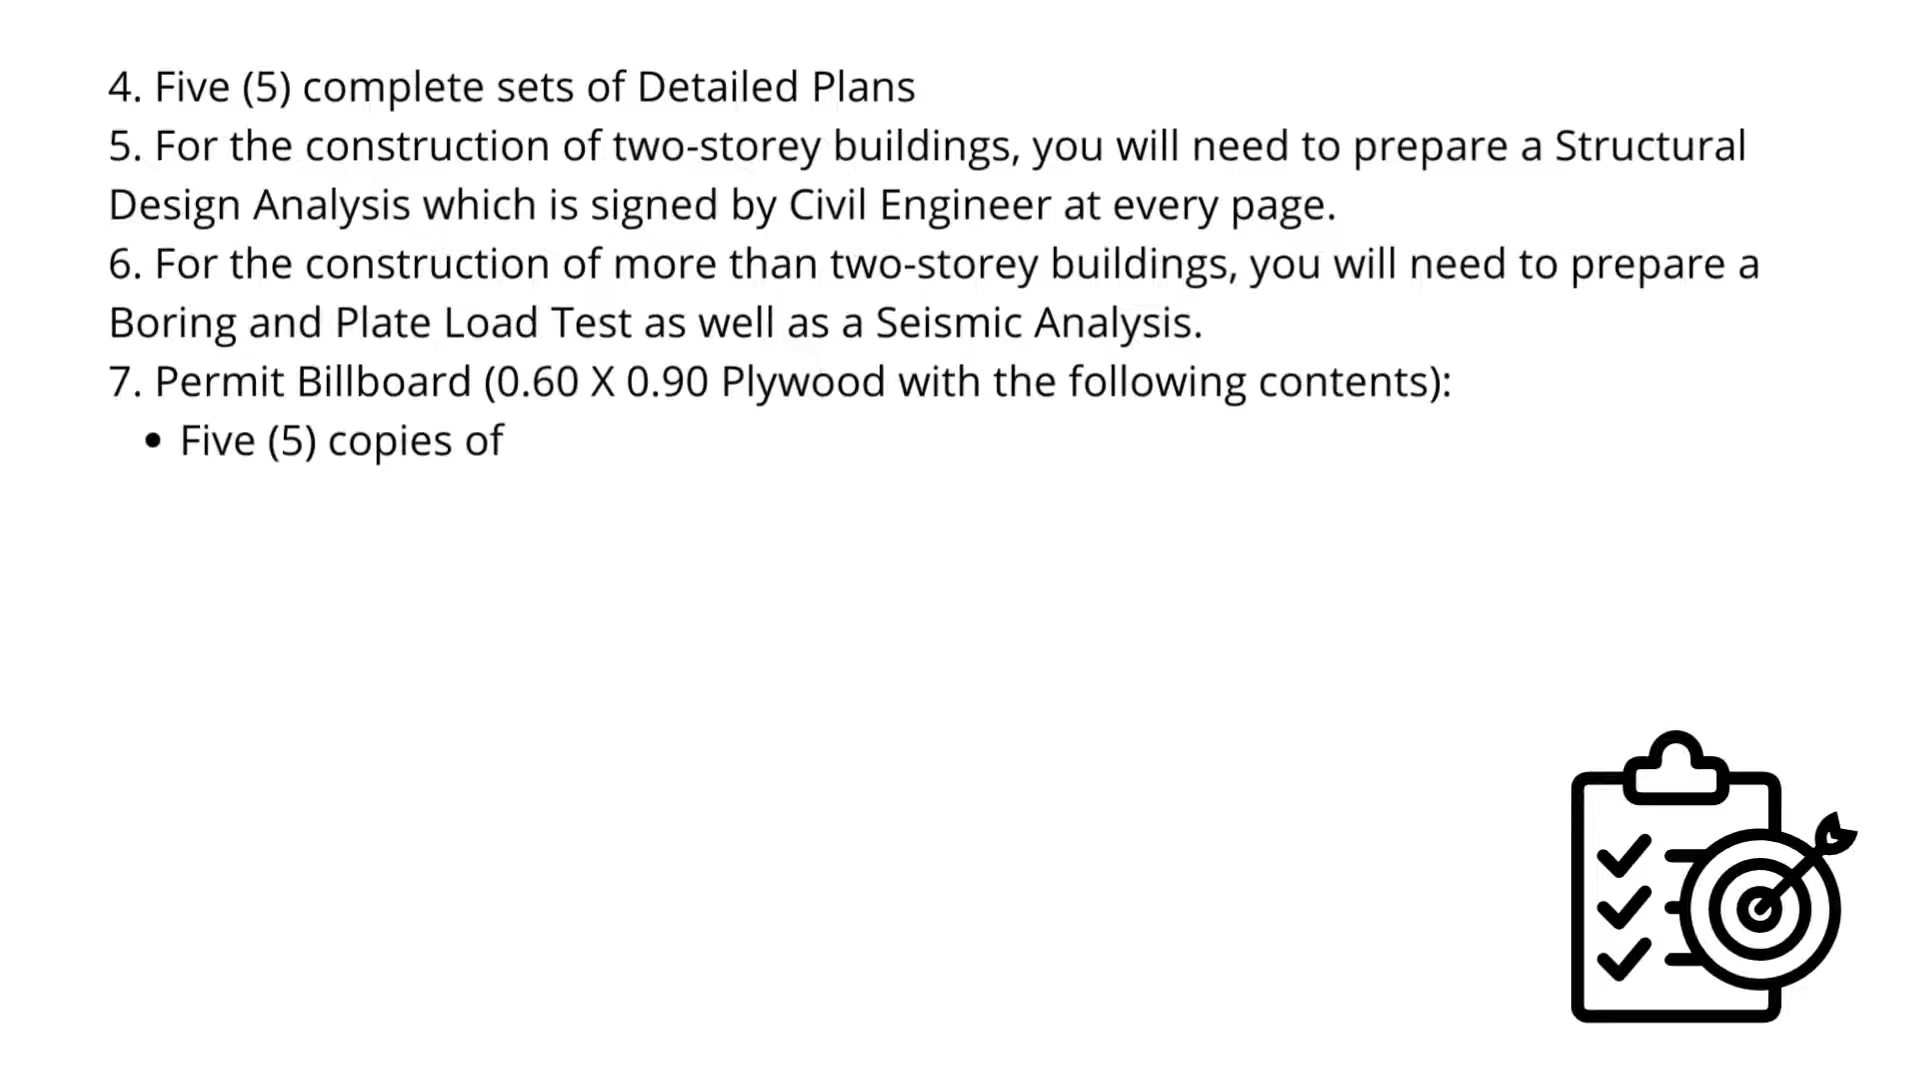 4. Five (5) complete sets of Detailed Plans
5. For the construction of two-storey buildings, you will need to prepare a Structural
Design Analysis which is signed by Civil Engineer at every page.
6. For the construction of more than two-storey buildings, you will need to prepare a
Boring and Plate Load Test as well as a Seismic Analysis.
7. Permit Billboard (0.60 X 0.90 Plywood with the following contents):
• Five (5) copies of